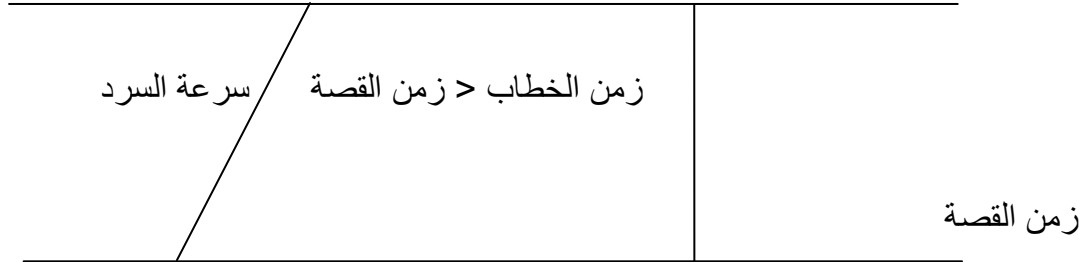 زمن الخطاب > زمن القصة
سرعة السرد
زمن القصة